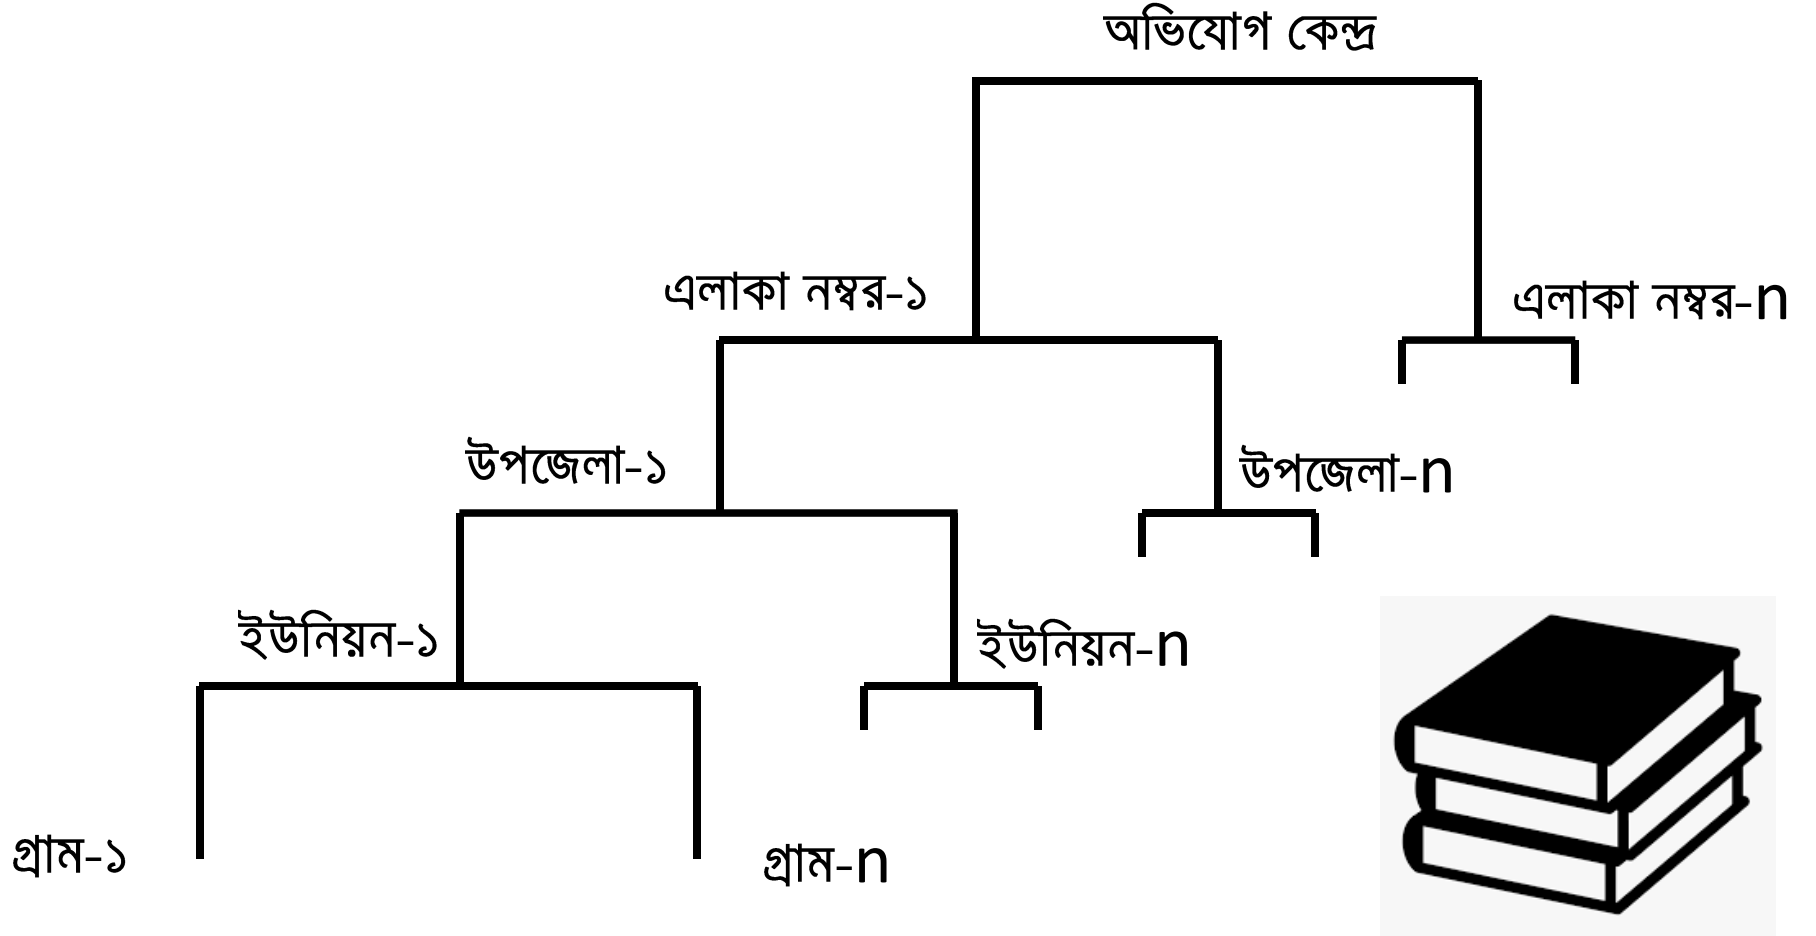 অভিযোগ কেন্দ্র
এলাকা নম্বর-১
এলাকা নম্বর-n
উপজেলা-১
উপজেলা-n
ইউনিয়ন-১
ইউনিয়ন-n
গ্রাম-১
গ্রাম-n